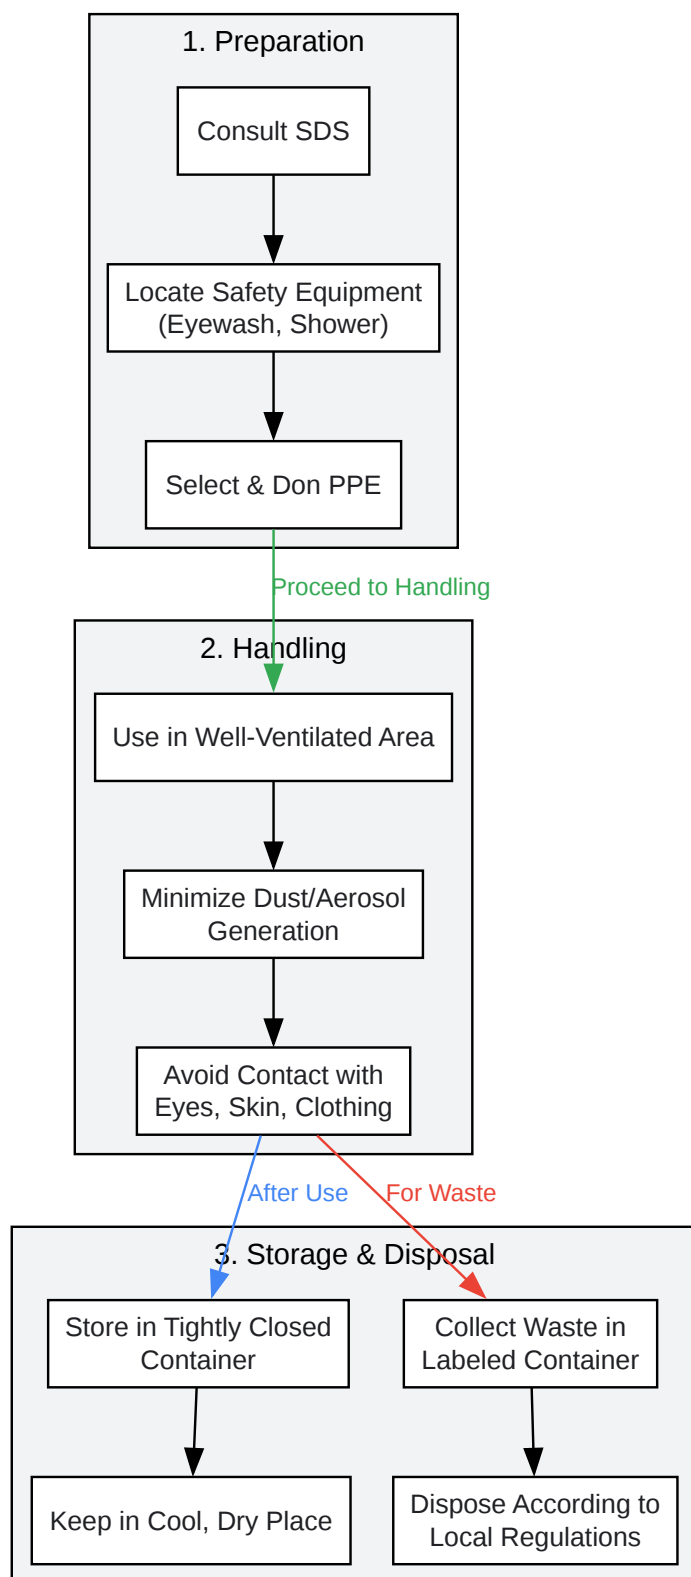 1. Preparation
Consult SDS
Locate Safety Equipment
(Eyewash, Shower)
Select & Don PPE
Proceed to Handling
2. Handling
Use in Well-Ventilated Area
Minimize Dust/Aerosol
Generation
Avoid Contact with
Eyes, Skin, Clothing
After Use
For Waste
3. Storage & Disposal
Store in Tightly Closed
Container
Collect Waste in
Labeled Container
Keep in Cool, Dry Place
Dispose According to
Local Regulations